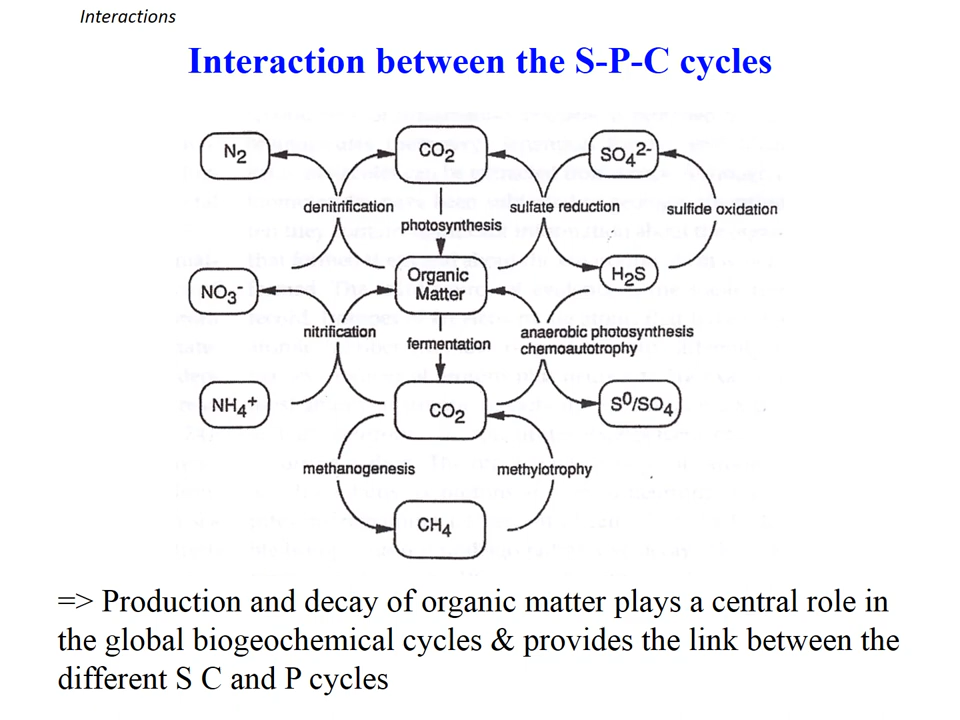 Interactions
Interaction between the S-P-C cycles
N2
CO2
SO4 2-
denitrification
sulfate reduction
sulfide oxidation
photosynthesis
NO3-
Organic
Matter
H2S
nitrification
fermentation
anaerobic photosynthesis
chemoautotrophy
NH4+
CO2
S0/SO4
methanogenesis
methylotrophy
CH4
=> Production and decay of organic matter plays a central role in
the global biogeochemical cycles & provides the link between the
different S C and P cycles